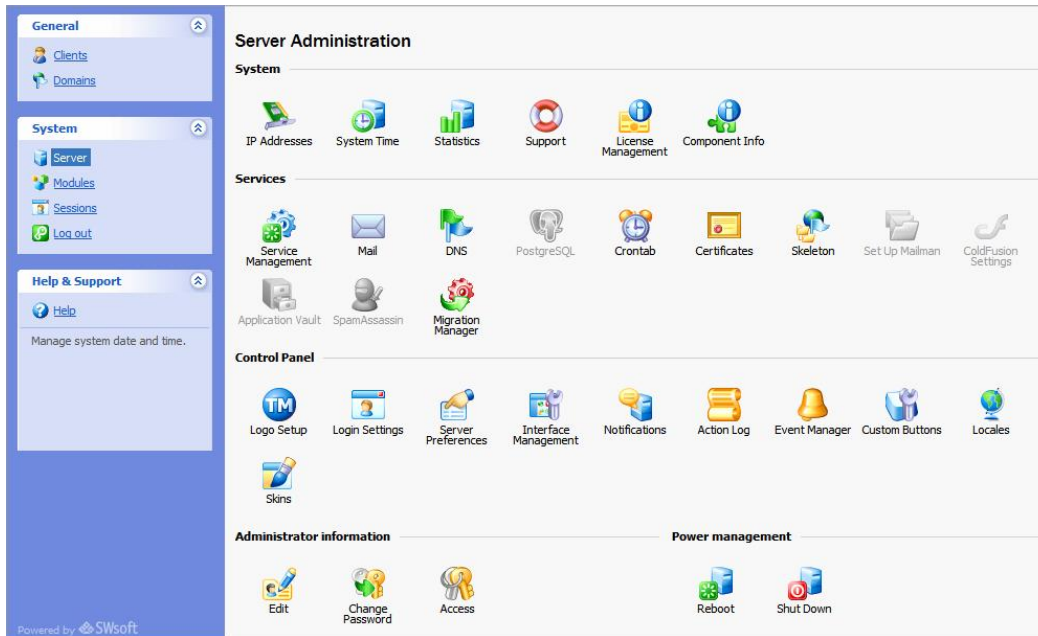 General
Clients
Domains
System
Server
Modules
Sessions
Log out
Help & Support
Help
Manage system date and time.
Powered by SWsoft
Server Administration
System
IP Addresses
System Time
Statistics
Support
License
Management
Component Info
Services
Service
Management
Mail
DNS
PostgreSQL
Crontab
Certificates
Skeleton
Set Up Mailman
ColdFusion
Settings
Application Vault
SpamAssassin
Migration
Manager
Control Panel
TM
Logo Setup
Login Settings
Server
Preferences
Interface
Management
Notifications
Action Log
Event Manager
Custom Buttons
Locales
Skins
Administrator information
Edit
Change
Password
Access
Power management
Reboot
Shut Down